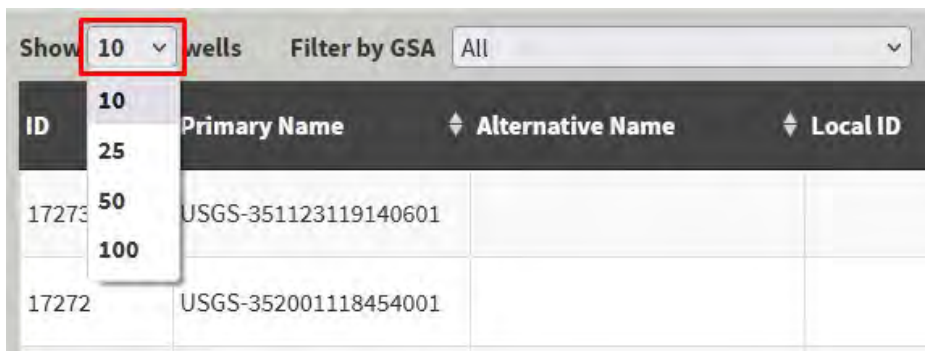 Show 10 wells Filter by GSA All
10
ID Primary Name Alternative Name Local ID
25
50
17273 USGS-351123119140601
100
17272 USGS-352001118454001